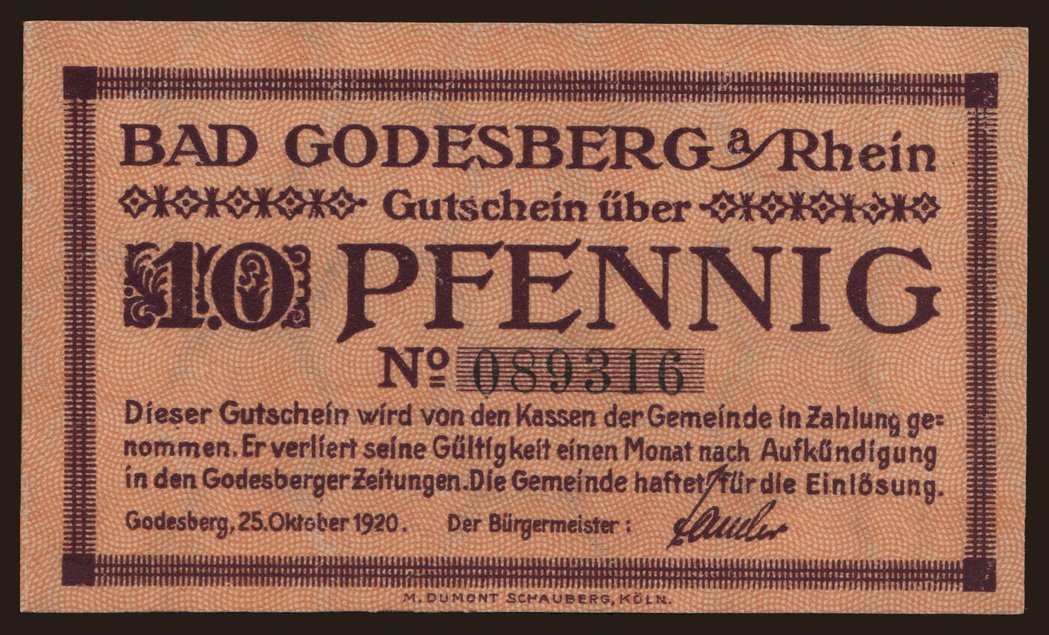 BAD GODESBERG a/Rhein
Gutschein über
10 PFENNIG
No 089316
Dieser Gutschein wird von den Kassen der Gemeinde in Zahlung ge=
nommen. Er verliert seine Gültigkeit einen Monat nach Aufkündigung
in den Godesberger Zeitungen. Die Gemeinde haftet für die Einlösung.
Godesberg, 25. Oktober 1920. Der Bürgermeister:
M. DUMONT SCHAUBERG, KÖLN.